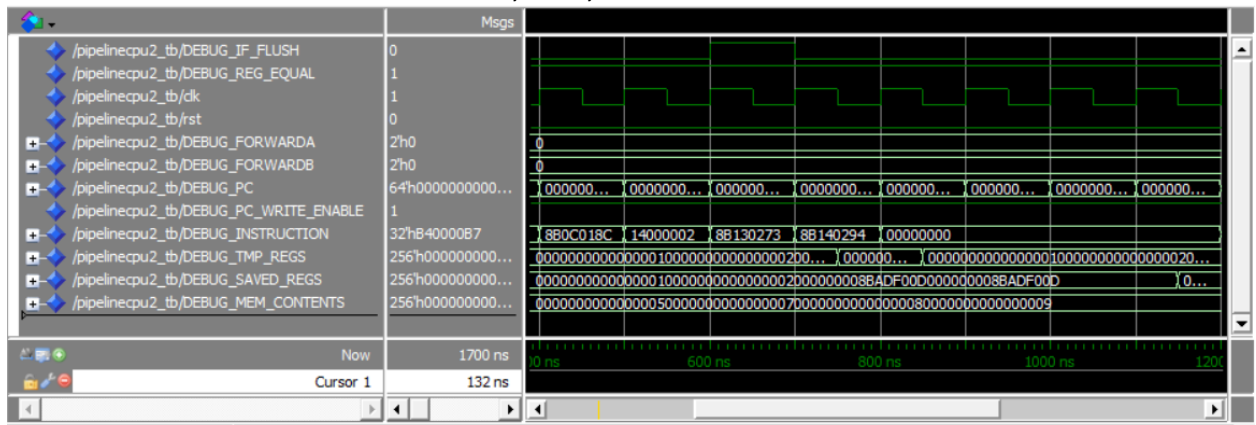 Msgs
/pipelinecpu2_tb/DEBUG_IF_FLUSH 0
/pipelinecpu2_tb/DEBUG_REG_EQUAL 1
/pipelinecpu2_tb/clk 1
/pipelinecpu2_tb/rst 0
/pipelinecpu2_tb/DEBUG_FORWARDA 2'h0 0
/pipelinecpu2_tb/DEBUG_FORWARDB 2'h0 0
/pipelinecpu2_tb/DEBUG_PC 64'h0000000000... 000000... 0000000... 000000... 0000000... 000000... 000000... 0000000... 000000...
/pipelinecpu2_tb/DEBUG_PC_WRITE_ENABLE 1
/pipelinecpu2_tb/DEBUG_INSTRUCTION 32'hB40000B7 8B0C018C 14000002 8B130273 8B140294 00000000
/pipelinecpu2_tb/DEBUG_TMP_REGS 256'h000000000... 00000000000000001000000000000000200... 000000... 0000000000000000100000000000000020...
/pipelinecpu2_tb/DEBUG_SAVED_REGS 256'h000000000... 000000000000000010000000000000002000000008BADF00D000000008BADF00D 0...
/pipelinecpu2_tb/DEBUG_MEM_CONTENTS 256'h000000000... 0000000000000005000000000000000700000000000000080000000000000009
Now 1700 ns 00 ns 600 ns 800 ns 1000 ns 1200
Cursor 1 132 ns